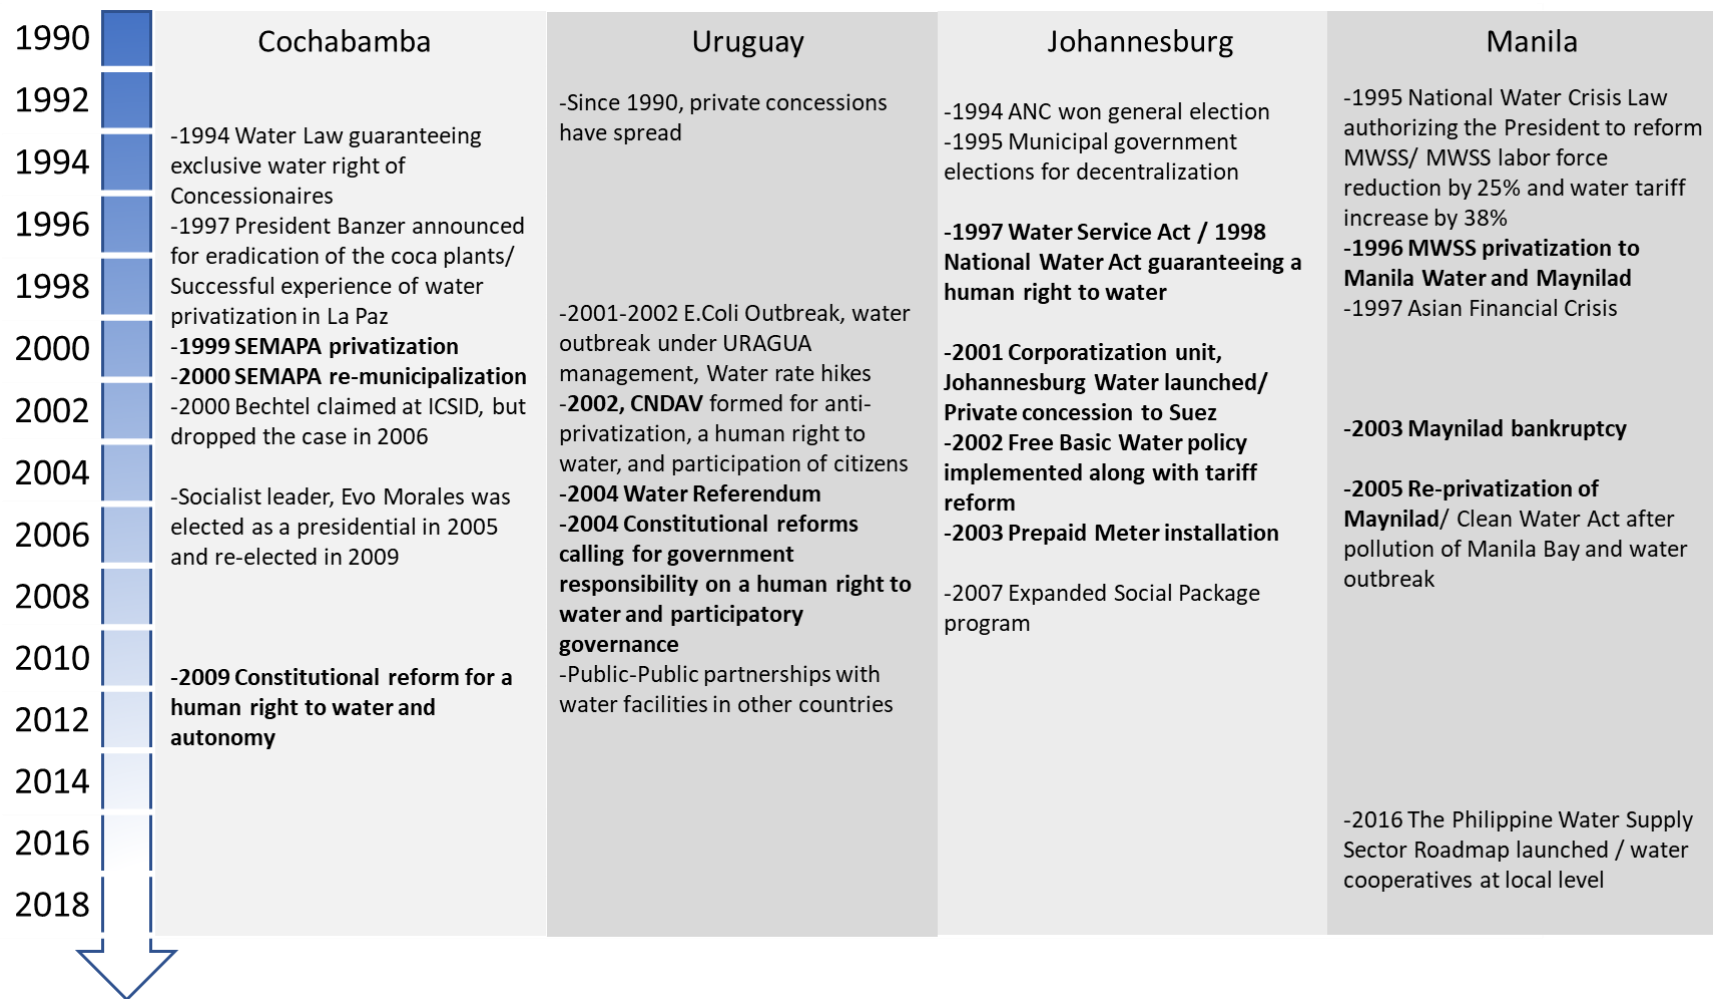 1990
1992
1994
1996
1998
2000
2002
2004
2006
2008
2010
2012
2014
2016
2018
Cochabamba
-1994 Water Law guaranteeing
exclusive water right of
Concessionaires
-1997 President Banzer announced
for eradication of the coca plants/
Successful experience of water
privatization in La Paz
-1999 SEMAPA privatization
-2000 SEMAPA re-municipalization
-2000 Bechtel claimed at ICSID, but
dropped the case in 2006
-Socialist leader, Evo Morales was
elected as a presidential in 2005
and re-elected in 2009
-2009 Constitutional reform for a
human right to water and
autonomy
Uruguay
-Since 1990, private concessions
have spread
-2001-2002 E.Coli Outbreak, water
outbreak under URAGUA
management, Water rate hikes
-2002, CNDAV formed for anti-
privatization, a human right to
water, and participation of citizens
-2004 Water Referendum
-2004 Constitutional reforms
calling for government
responsibility on a human right to
water and participatory
governance
-Public-Public partnerships with
water facilities in other countries
Johannesburg
-1994 ANC won general election
-1995 Municipal government
elections for decentralization
-1997 Water Service Act / 1998
National Water Act guaranteeing a
human right to water
-2001 Corporatization unit,
Johannesburg Water launched/
Private concession to Suez
-2002 Free Basic Water policy
implemented along with tariff
reform
-2003 Prepaid Meter installation
-2007 Expanded Social Package
program
Manila
-1995 National Water Crisis Law
authorizing the President to reform
MWSS/ MWSS labor force
reduction by 25% and water tariff
increase by 38%
-1996 MWSS privatization to
Manila Water and Maynilad
-1997 Asian Financial Crisis
-2003 Maynilad bankruptcy
-2005 Re-privatization of
Maynilad/ Clean Water Act after
pollution of Manila Bay and water
outbreak
-2016 The Philippine Water Supply
Sector Roadmap launched / water
cooperatives at local level